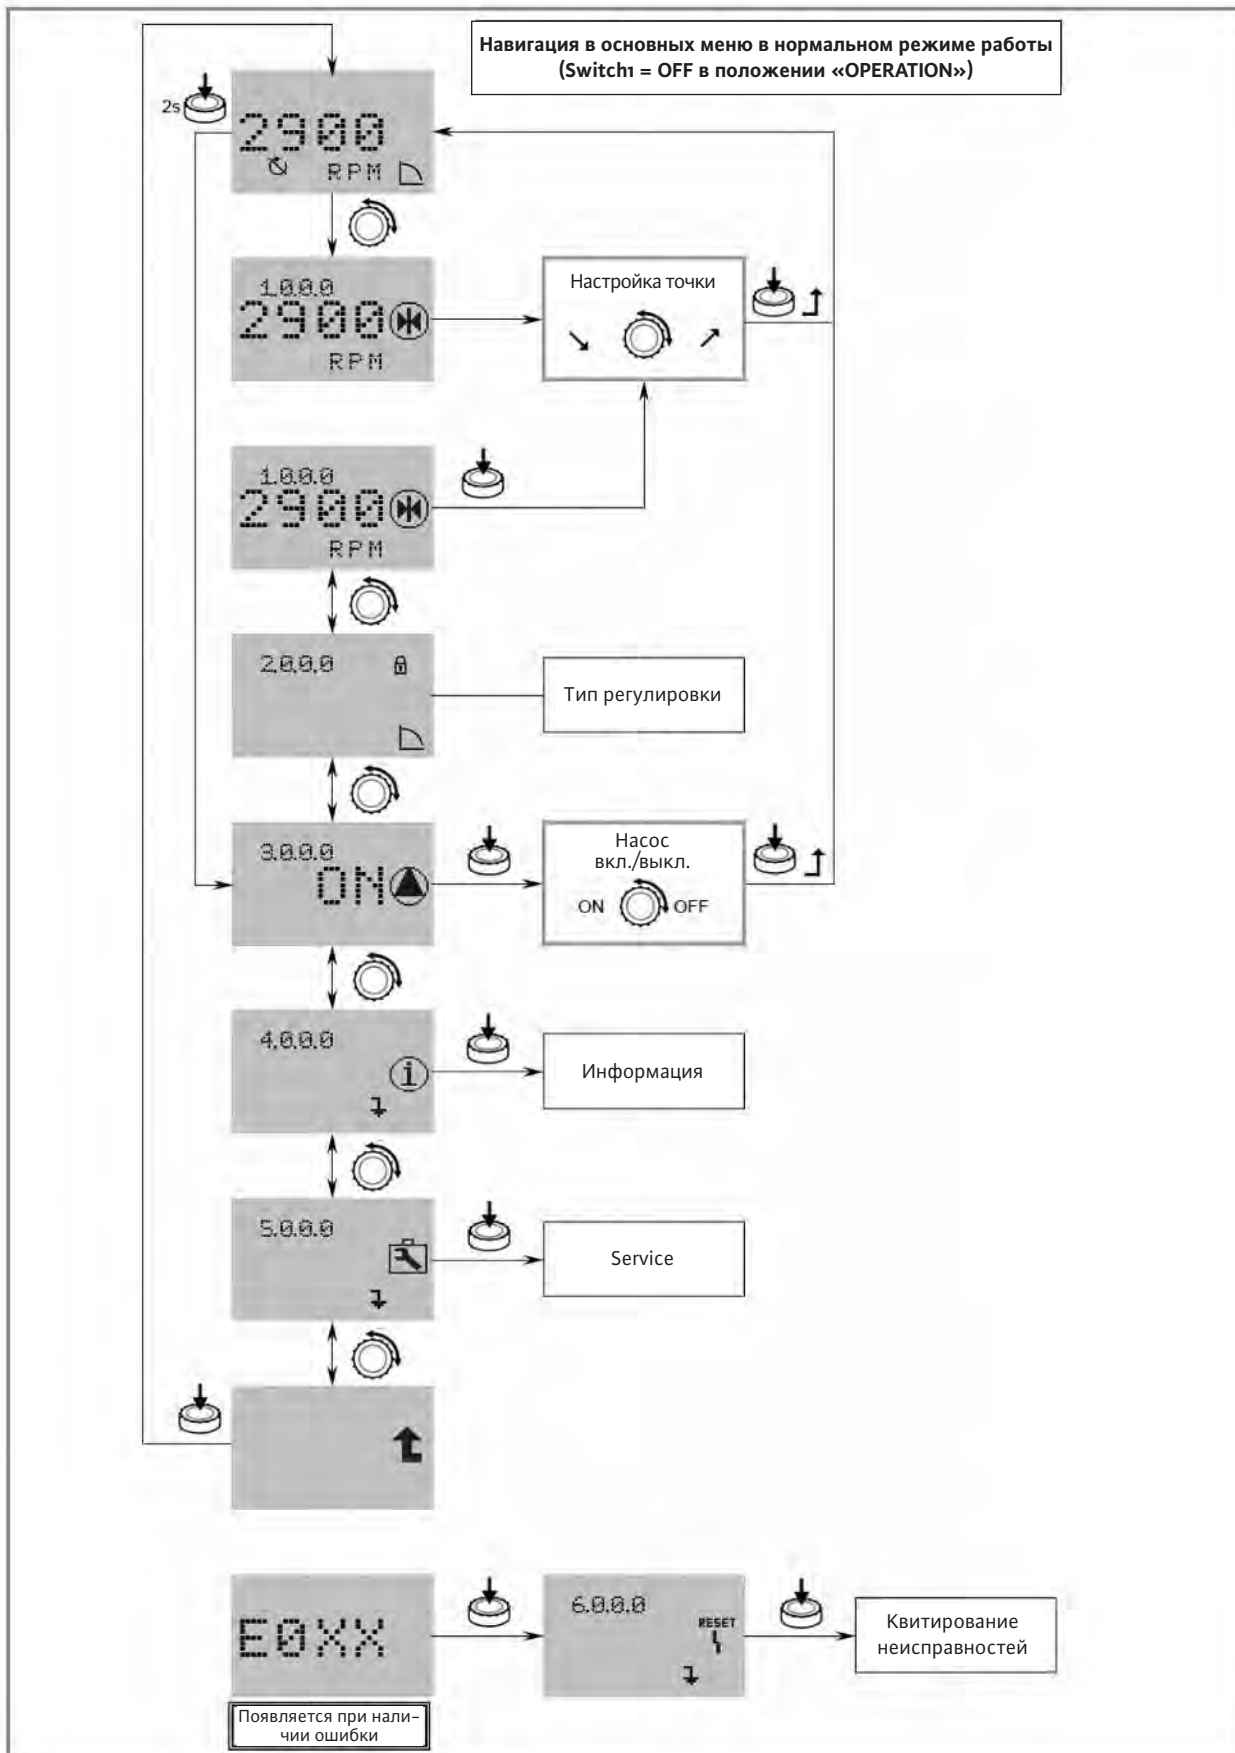 Навигация в основных меню в нормальном режиме работы
(Switch1 = OFF в положении «OPERATION»)
2s
2900
RPM
1.0.0.0
2900
RPM
Настройка точки
1.0.0.0
2900
RPM
2.0.0.0
Тип регулировки
3.0.0.0
ON
Насос
вкл./выкл.
ON OFF
4.0.0.0
i
Информация
5.0.0.0
Service
E0XX
6.0.0.0
RESET
Квитирование
неисправностей
Появляется при нали-
чии ошибки